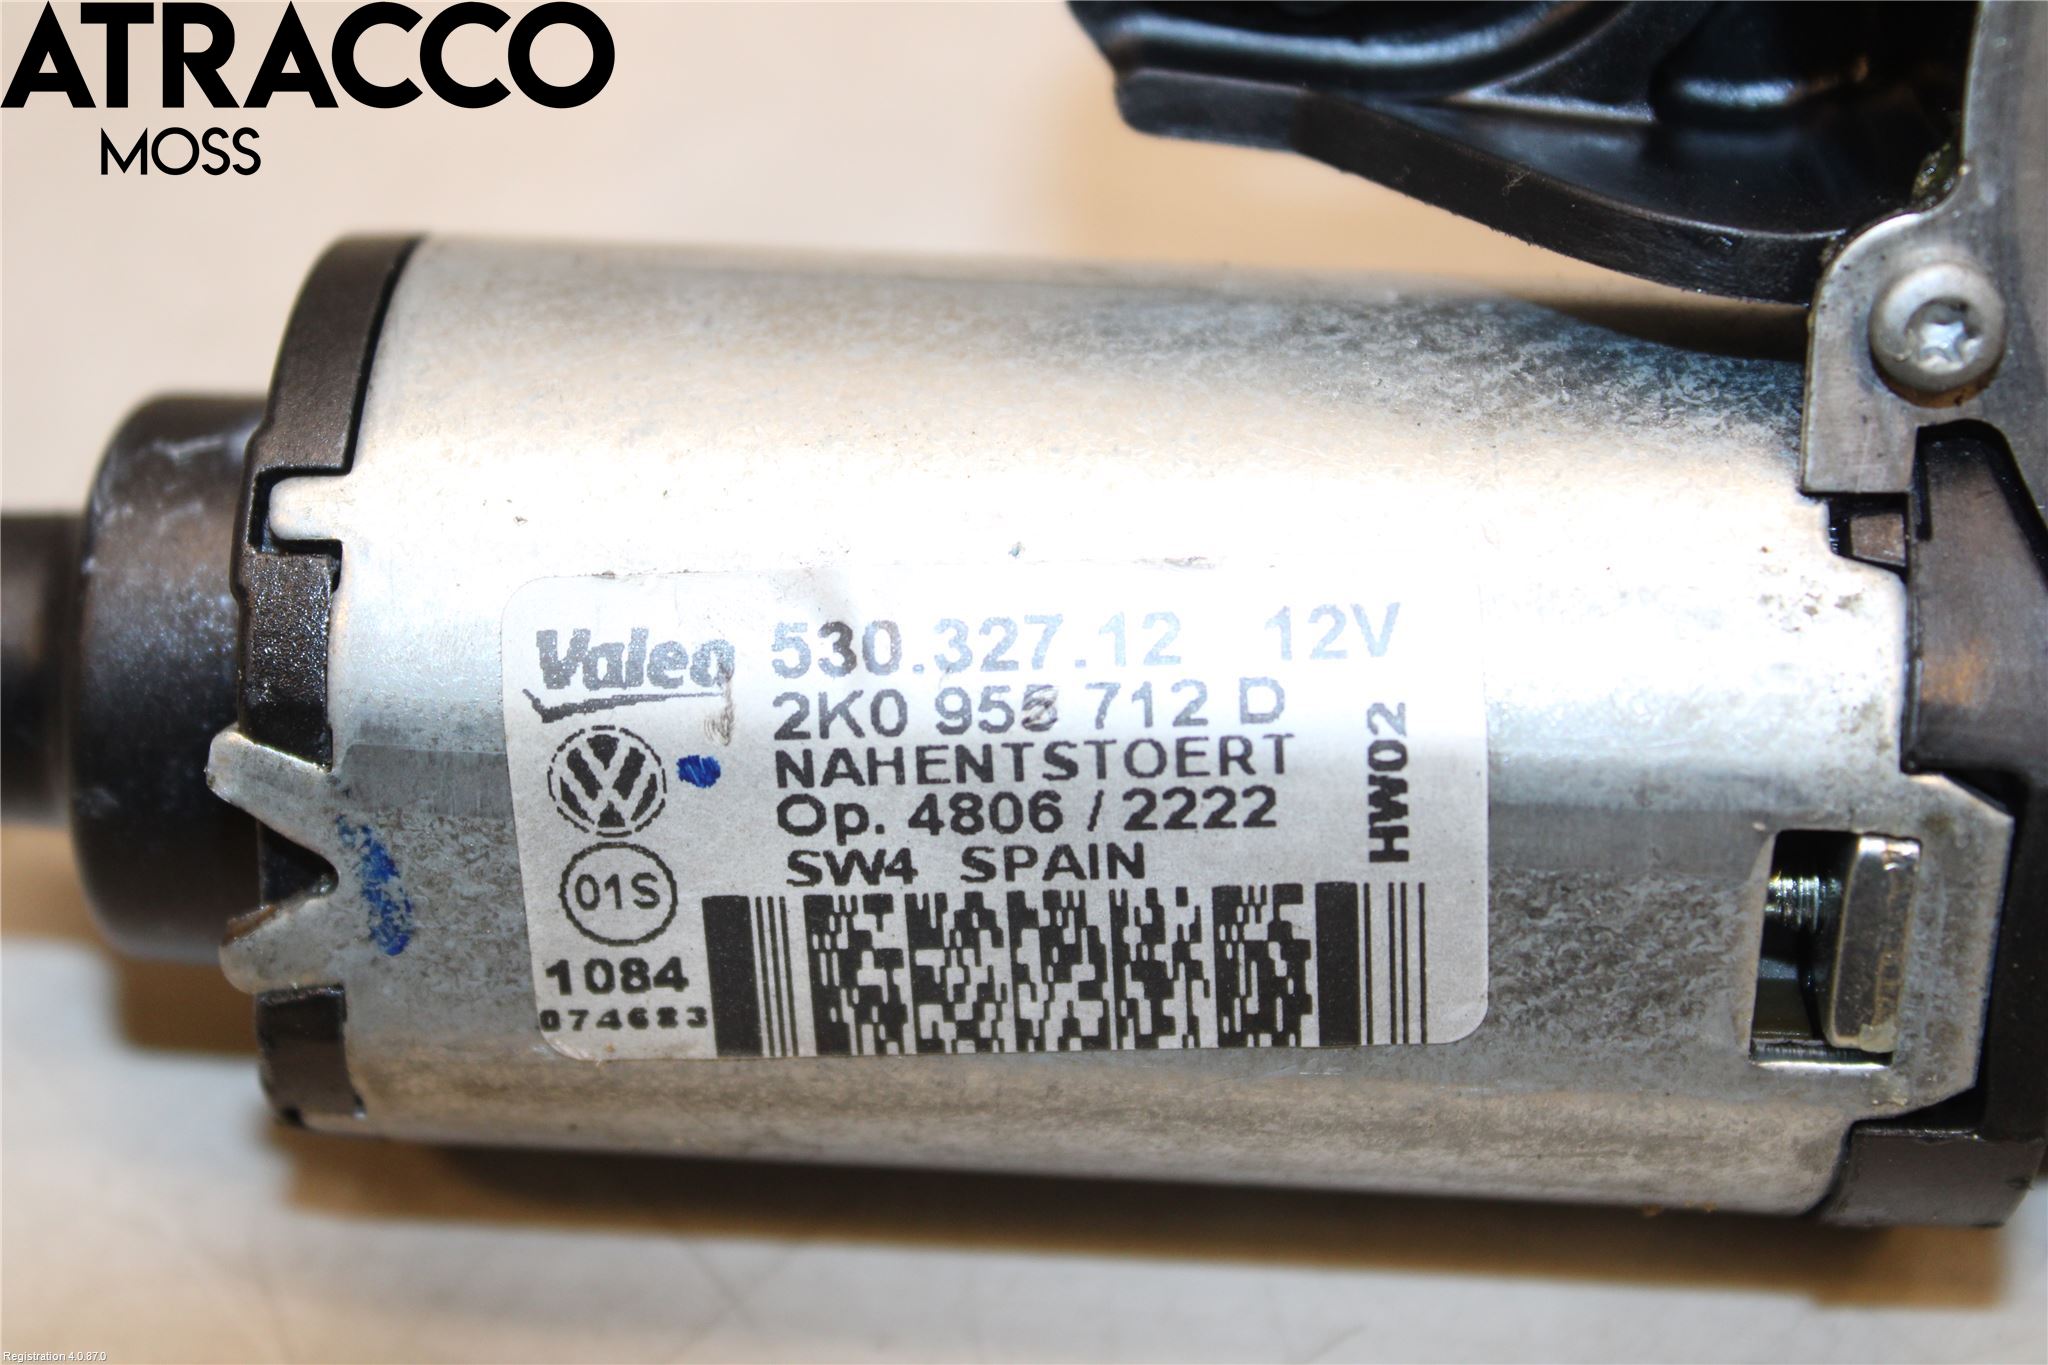 ATRACCO
MOSS
Valeo 530.327.12 12V
2K0 955 712 D
NAHENTSTOERT
Op. 4806 / 2222
SW4 SPAIN
HW02
01S
1084
074683
Registration 4.0.87.0